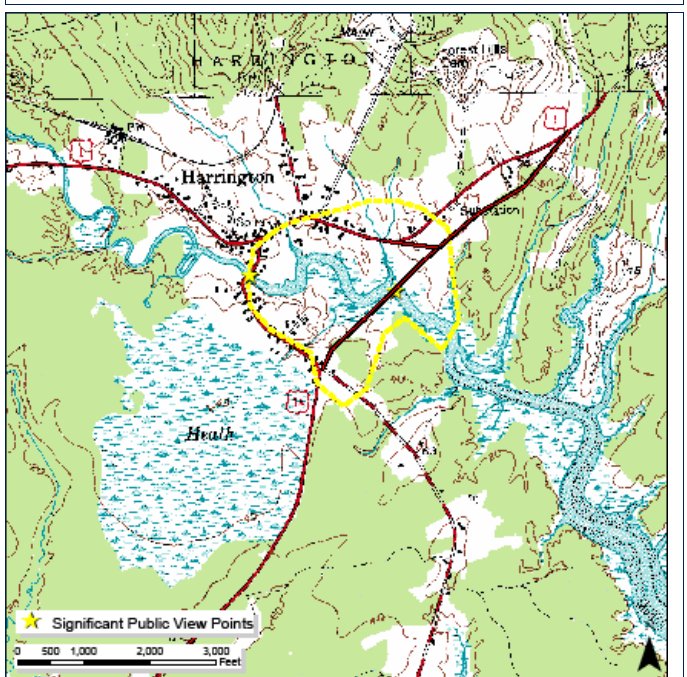 HARRINGTON
Forest Hills
Cem
1
1
Harrington
Substation
Heath
1A
Significant Public View Points
0 500 1,000 2,000 3,000
Feet